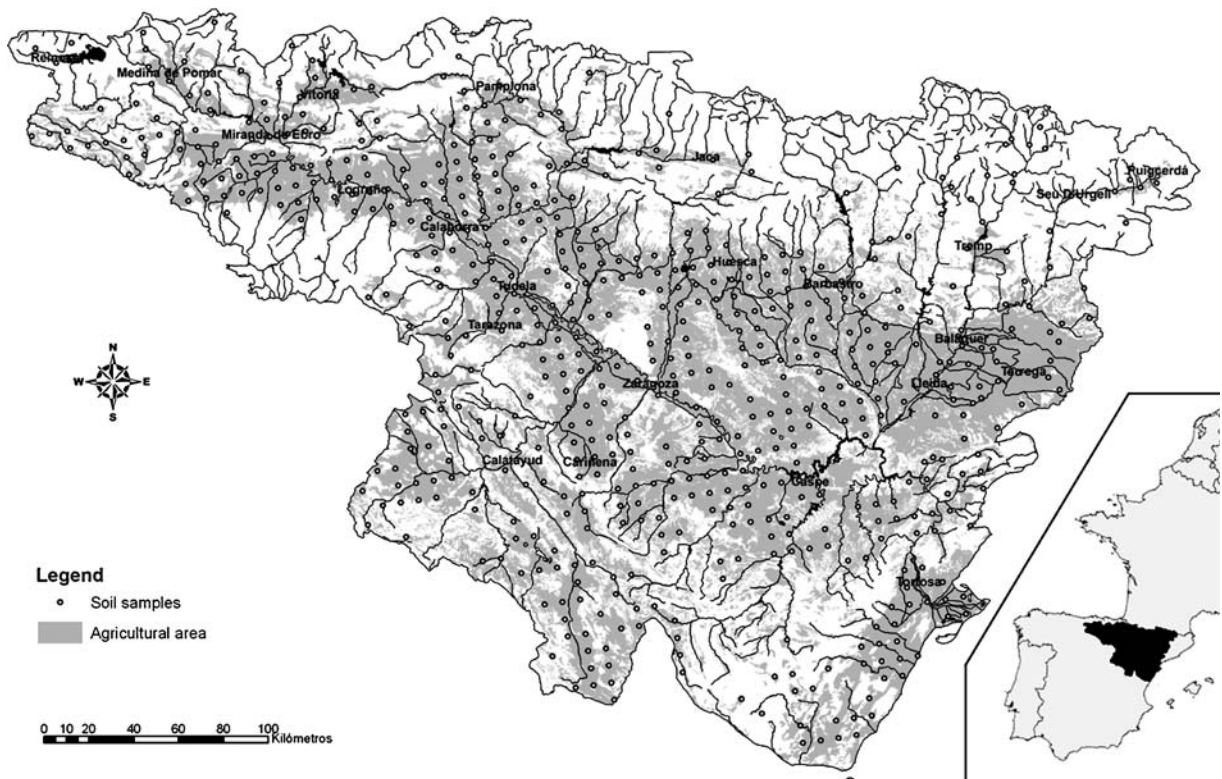 Reinosa
Medina de Pomar
Vitoria
Pamplona
Miranda de Ebro
Jaca
Puigcerdá
Seu D'Urgell
Logroño
Calahorra
Tremp
Huesca
Barbastro
Tudela
Tarazona
Balaguer
Tárrega
Lleida
Zaragoza
N
W
E
S
Calatayud
Cariñena
Caspe
Tortosa
Legend
Soil samples
Agricultural area
0 10 20 40 60 80 100
Kilómetros